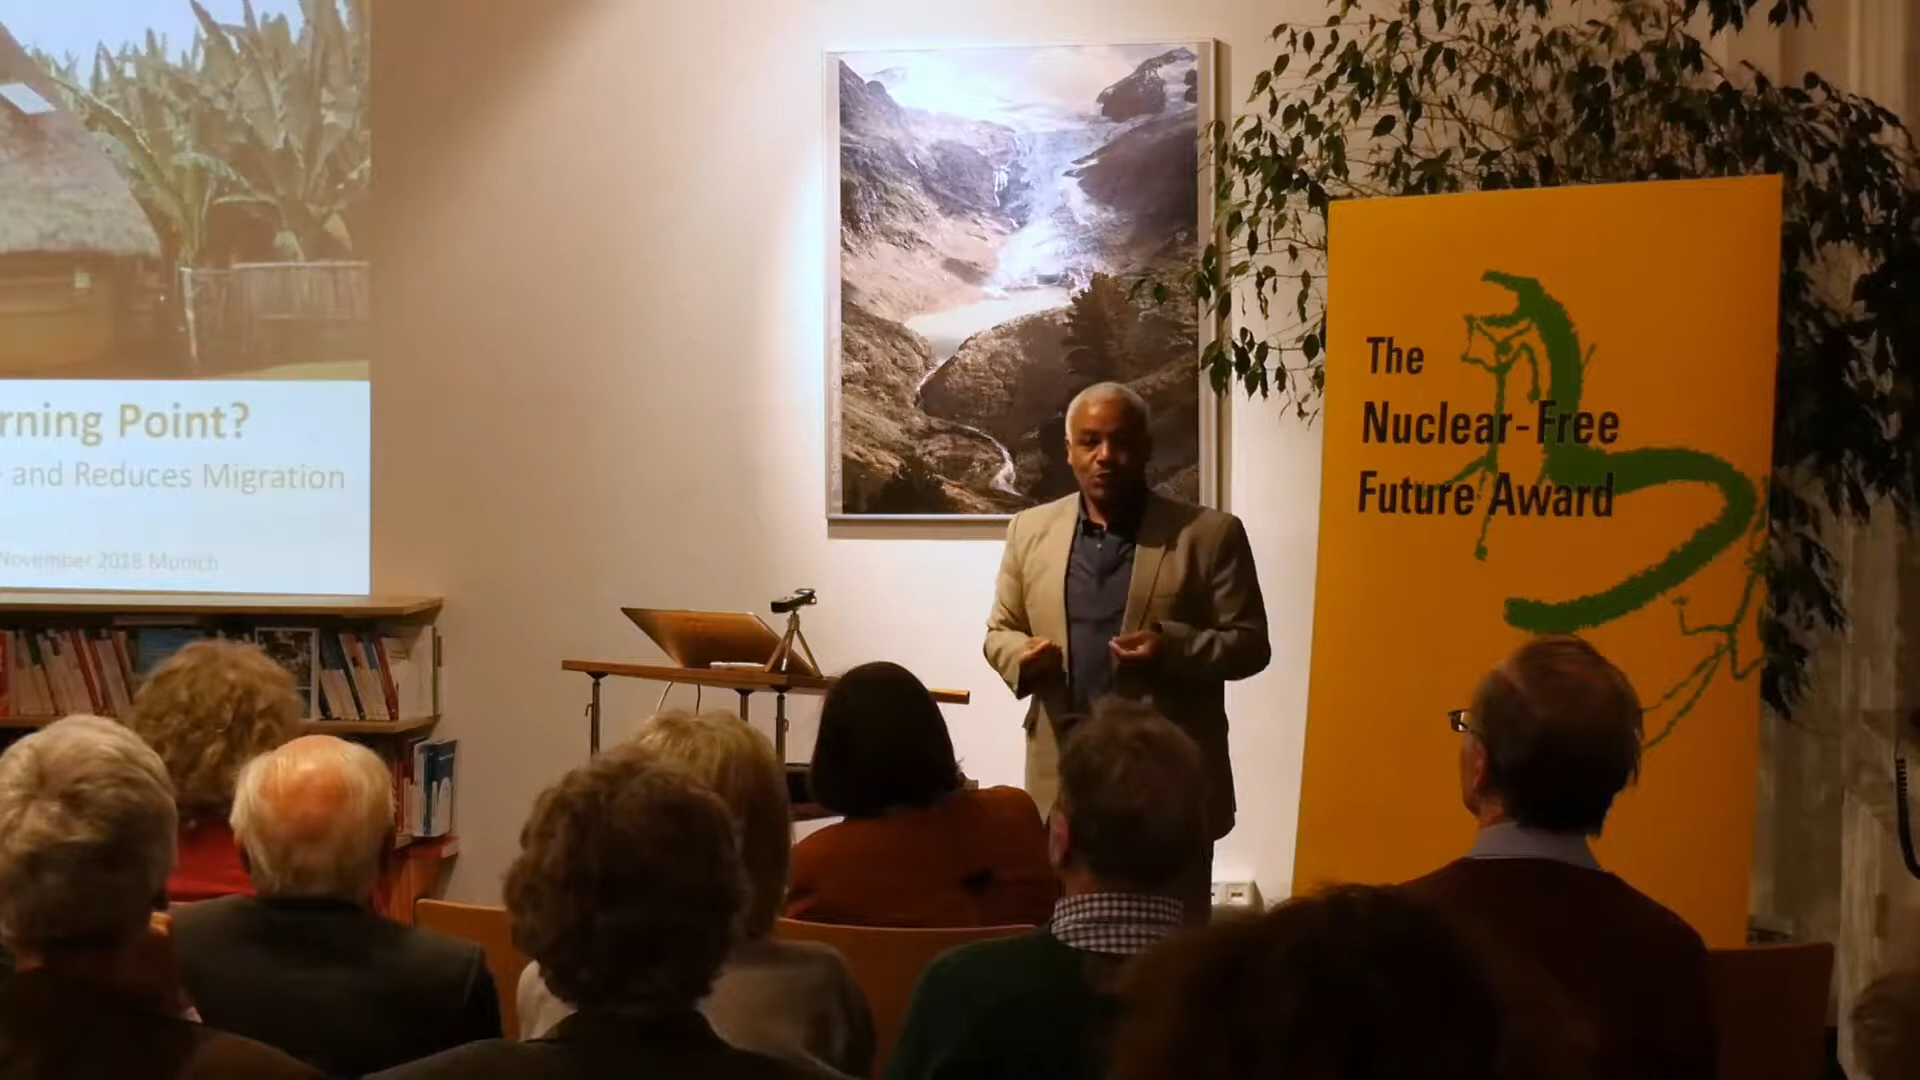 rning Point?
and Reduces Migration
November 2018 Munich
The
Nuclear-Free
Future Award